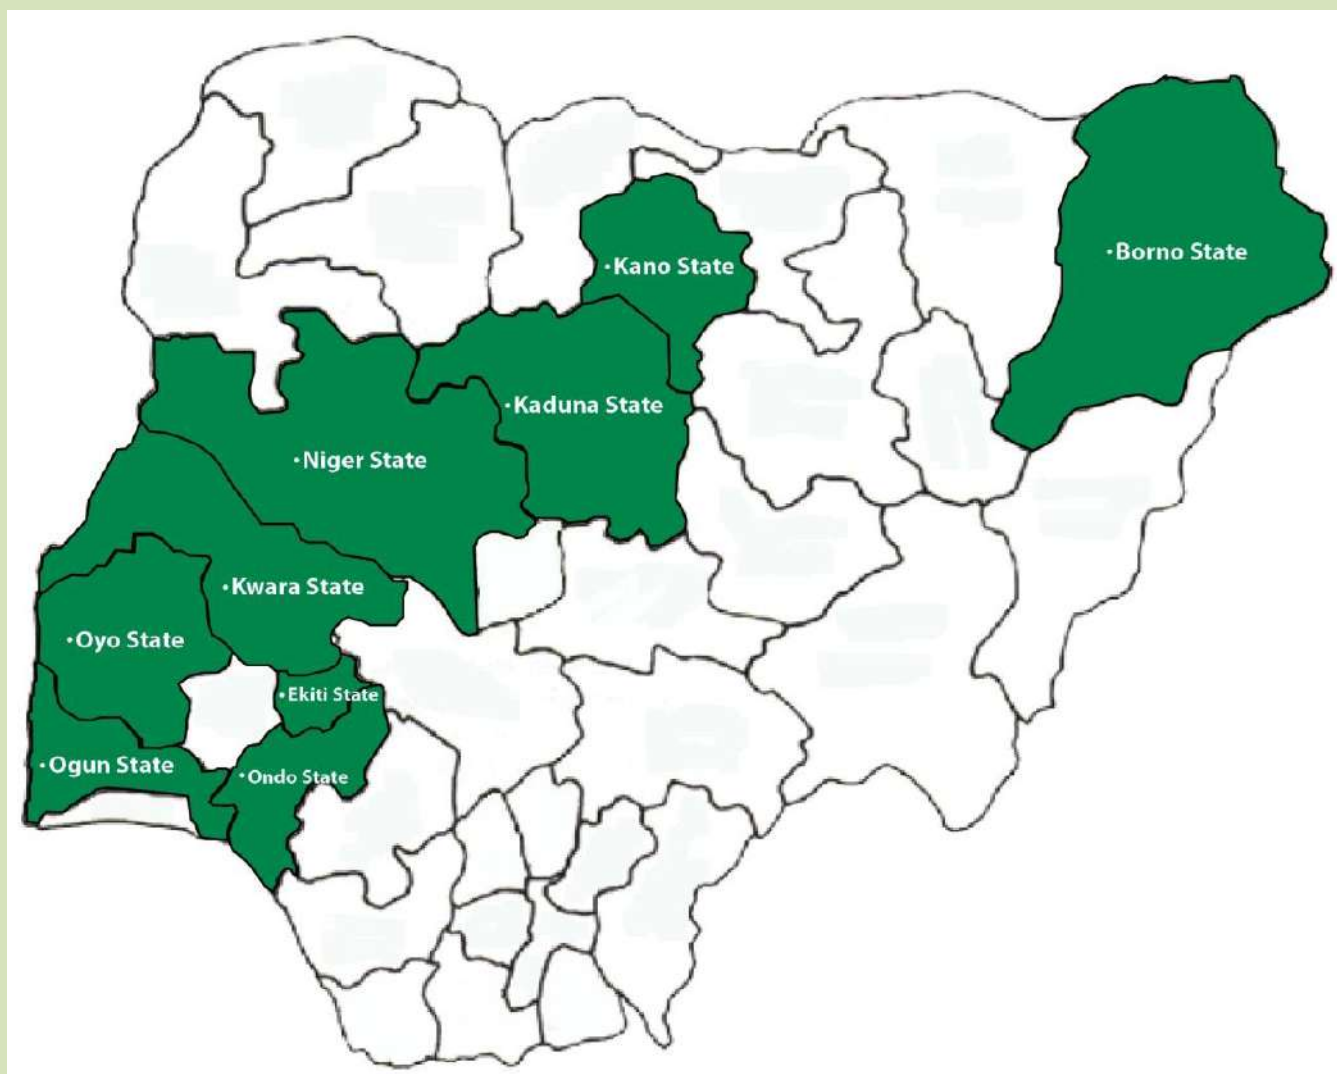 ·Borno State
·Kano State
·Kaduna State
·Niger State
·Kwara State
·Oyo State
·Ekiti State
·Ogun State
·Ondo State